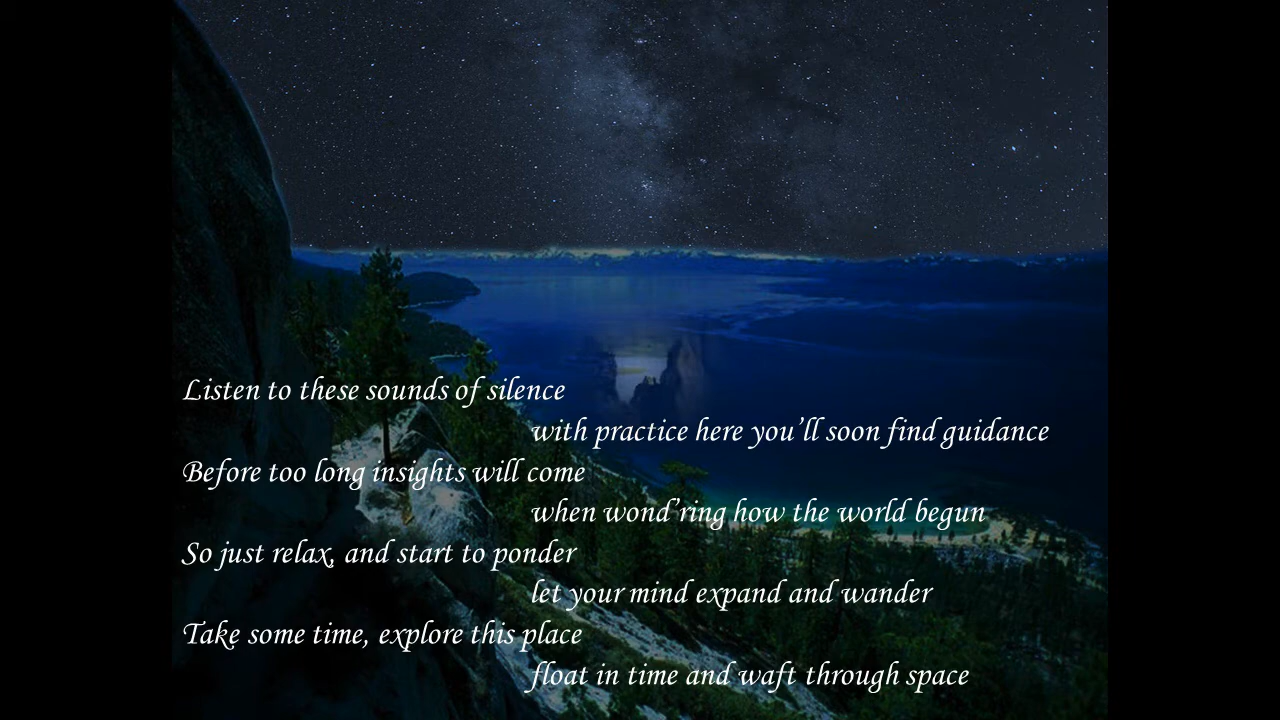 Listen to these sounds of silence
with practice here you’ll soon find guidance
Before too long insights will come
when wond’ring how the world begun
So just relax, and start to ponder
let your mind expand and wander
Take some time, explore this place
float in time and waft through space